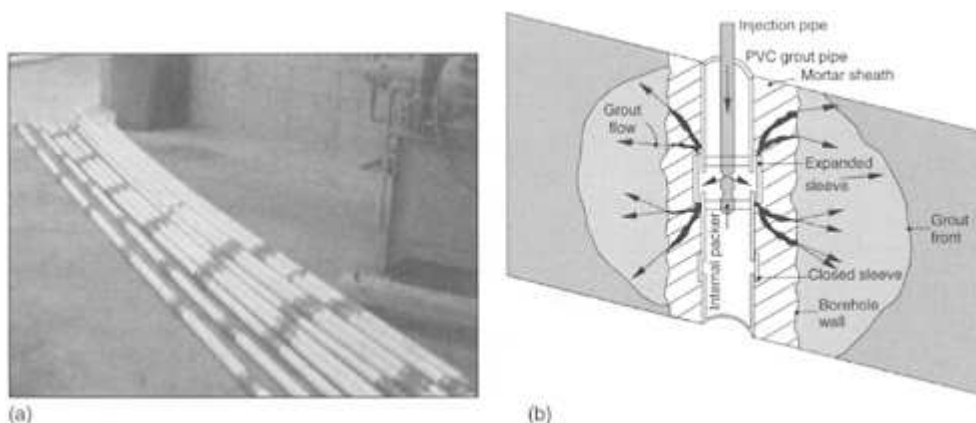 (a)
(b)
Injection pipe
PVC grout pipe
Mortar sheath
Grout
flow
Expanded
sleeve
Grout
front
Internal packer
Closed sleeve
Borehole
wall